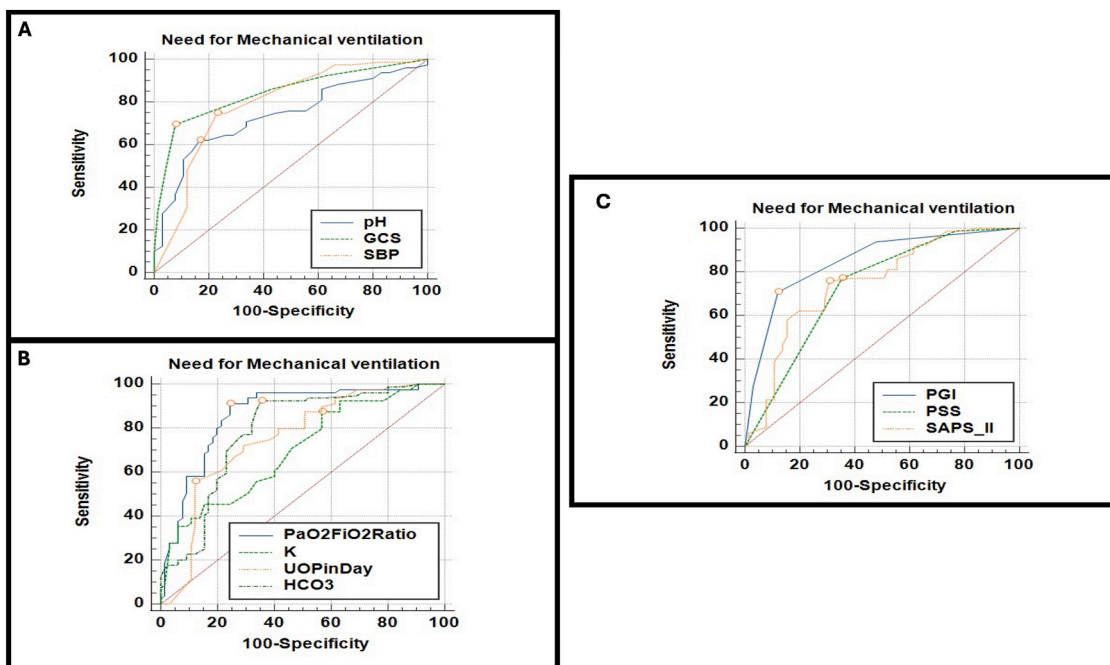 A
Need for Mechanical ventilation
100
80
60
40
20
0
Sensitivity
0 20 40 60 80 100
100-Specificity
pH
GCS
SBP
B
Need for Mechanical ventilation
100
80
60
40
20
0
Sensitivity
0 20 40 60 80 100
100-Specificity
PaO2FiO2Ratio
K
UOPinDay
HCO3
C
Need for Mechanical ventilation
100
80
60
40
20
0
Sensitivity
0 20 40 60 80 100
100-Specificity
PGI
PSS
SAPS_II